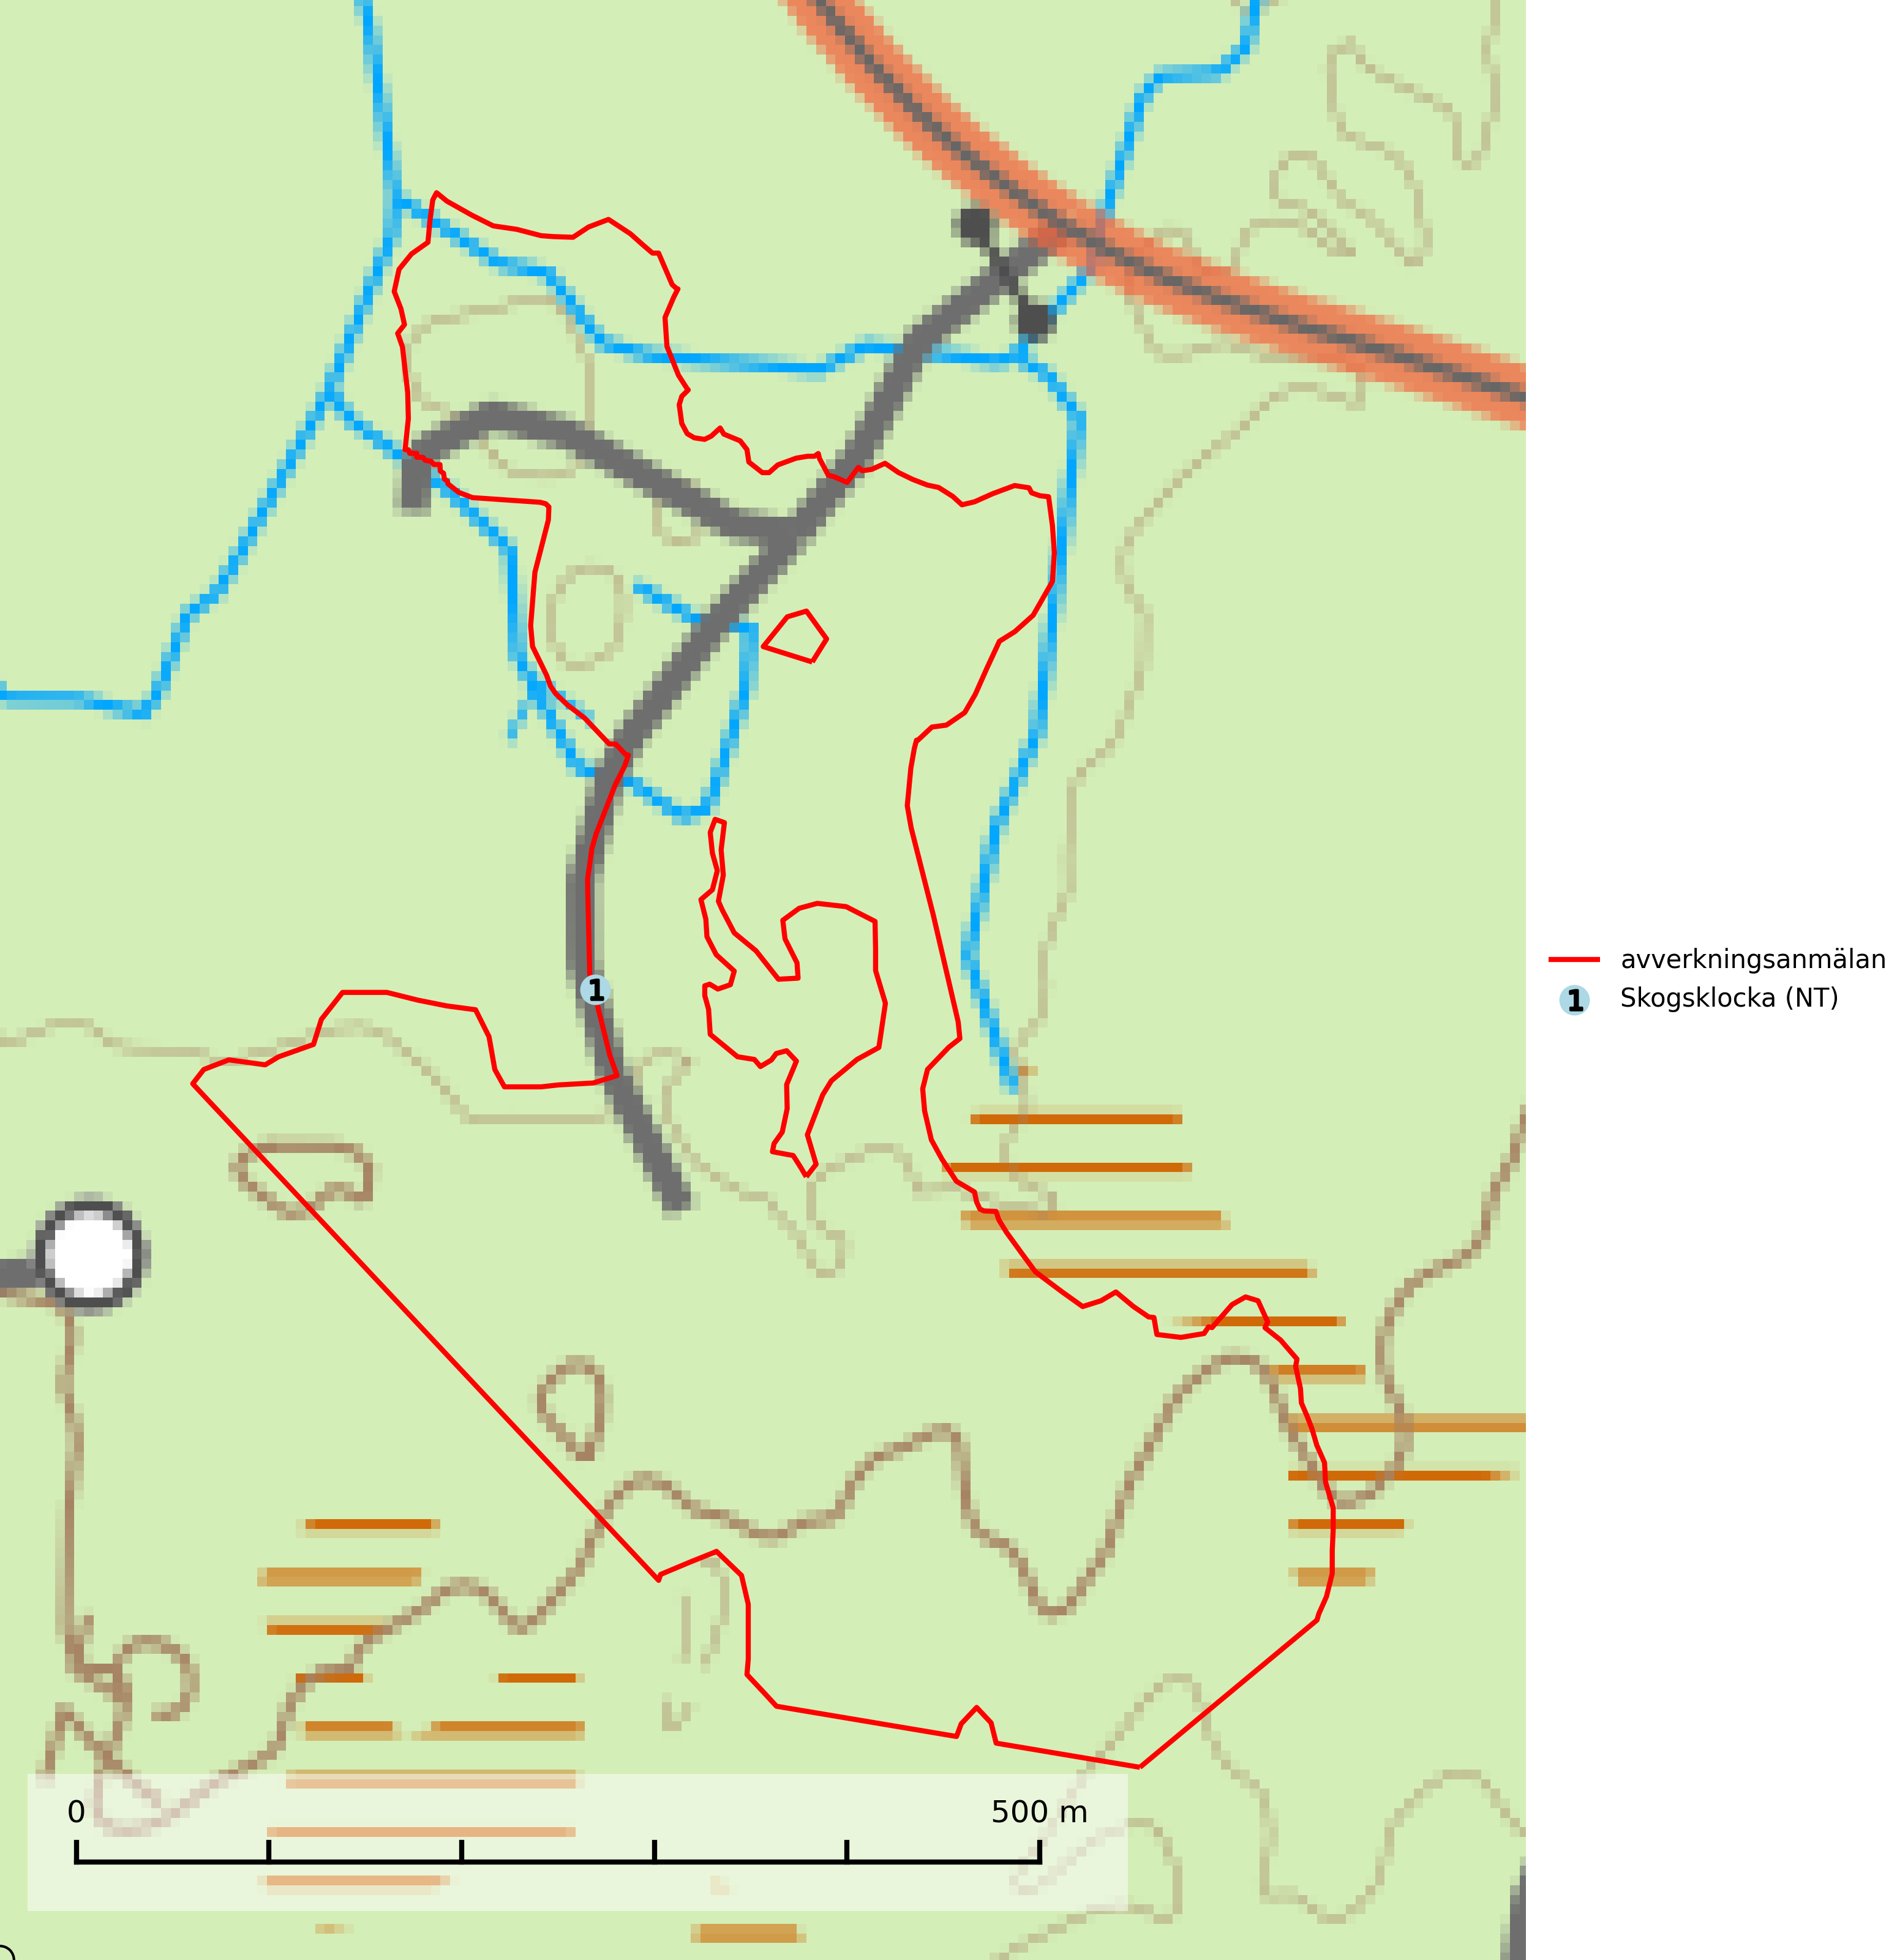 1
avverkningsanmälan
1 Skogsklocka (NT)
0 500 m